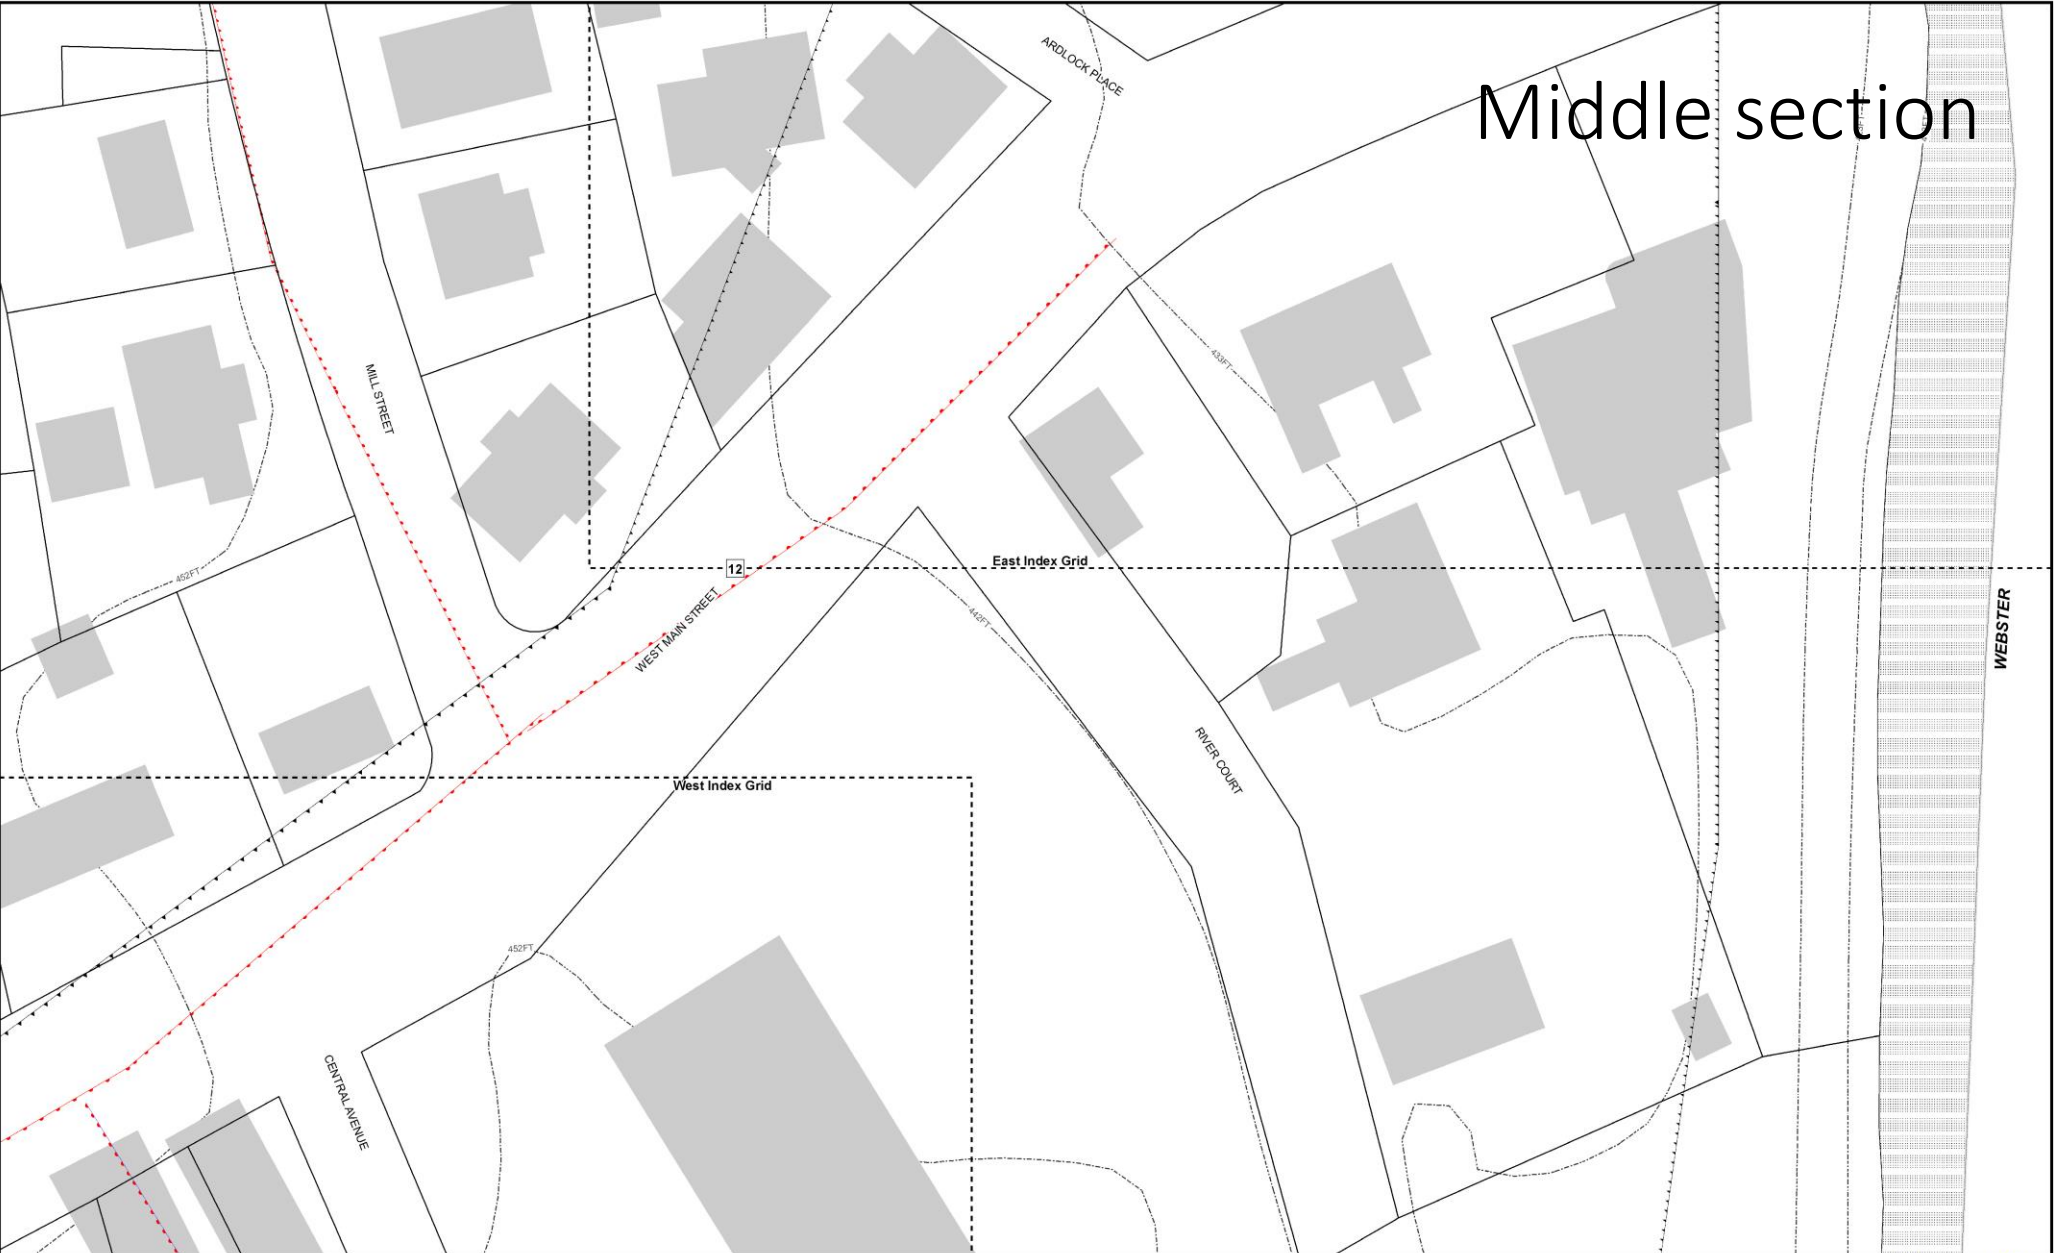 ARDLOCK PLACE
Middle section
433FT
MILL STREET
452FT
12
East Index Grid
WEST MAIN STREET
442FT
WEBSTER
RIVER COURT
West Index Grid
452FT
CENTRAL AVENUE